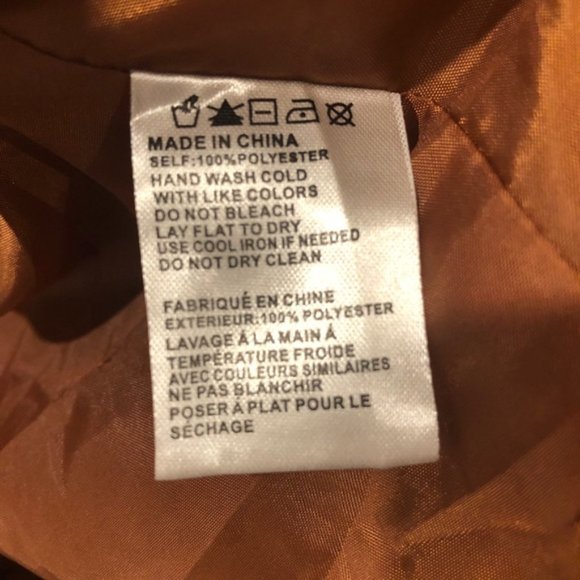 MADE IN CHINA
SELF:100%POLYESTER
HAND WASH COLD
WITH LIKE COLORS
DO NOT BLEACH
LAY FLAT TO DRY
USE COOL IRON IF NEEDED
DO NOT DRY CLEAN
FABRIQUÉ EN CHINE
EXTERIEUR:100% POLYESTER
LAVAGE À LA MAIN À
TEMPÉRATURE FROIDE
AVEC COULEURS SIMILAIRES
NE PAS BLANCHIR
POSER À PLAT POUR LE
SÉCHAGE